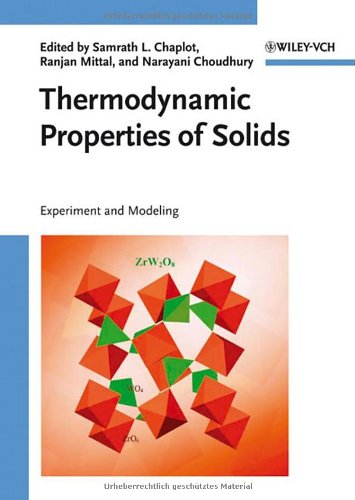 Edited by Samrath L. Chaplot,
Ranjan Mittal, and Narayani Choudhury
WILEY-VCH
Thermodynamic
Properties of Solids
Experiment and Modeling
ZrW₂O₈
WO₄
ZrO₆
Urheberrechtlich geschütztes Material
Urheberrechtlich geschütztes Material